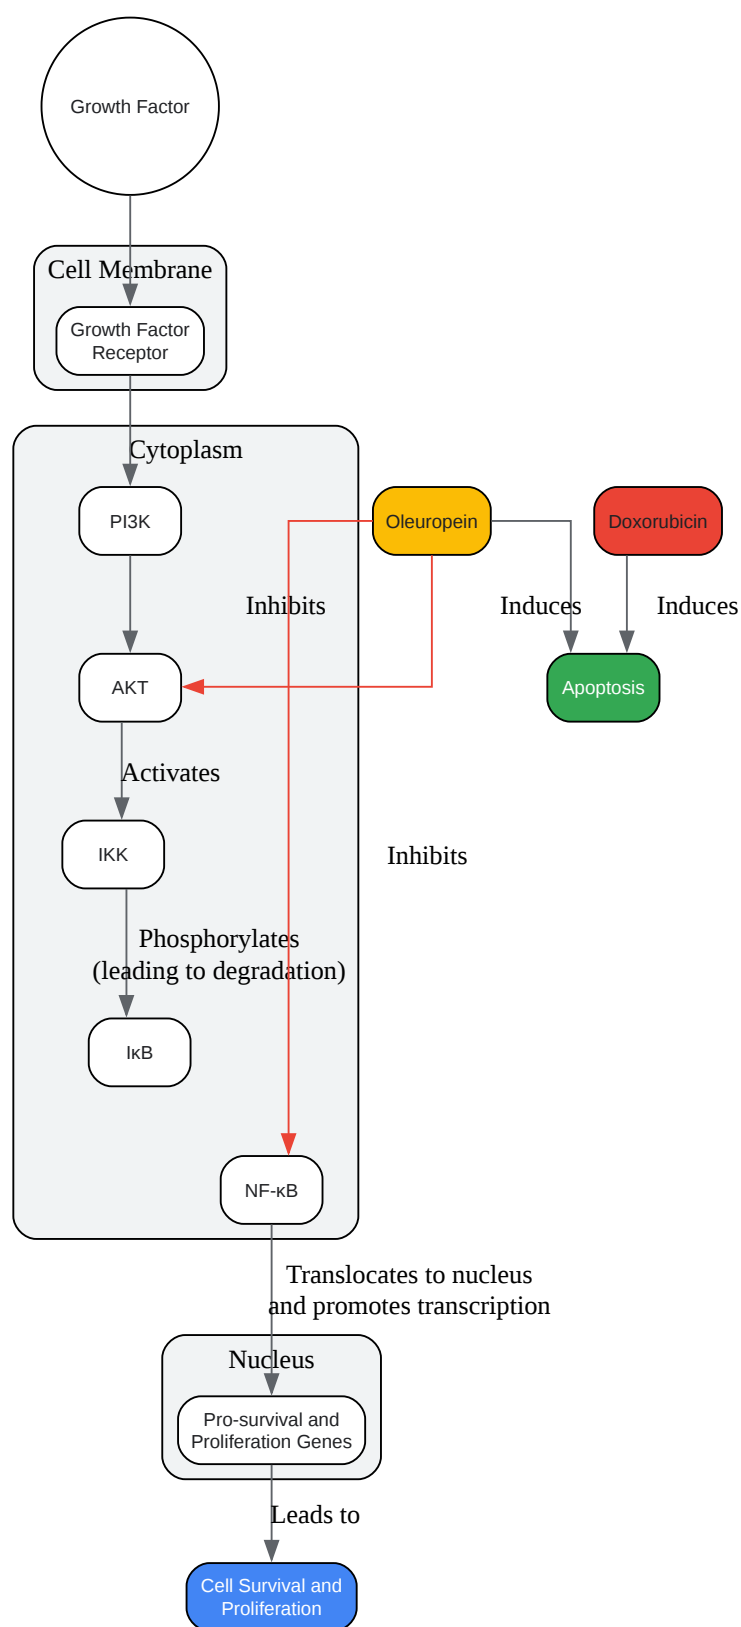 Growth Factor
Cell Membrane
Growth Factor
Receptor
Cytoplasm
PI3K
Oleuropein
Doxorubicin
Inhibits
Induces
Induces
AKT
Apoptosis
Activates
IKK
Inhibits
Phosphorylates
(leading to degradation)
IκB
NF-κB
Translocates to nucleus
and promotes transcription
Nucleus
Pro-survival and
Proliferation Genes
Leads to
Cell Survival and
Proliferation